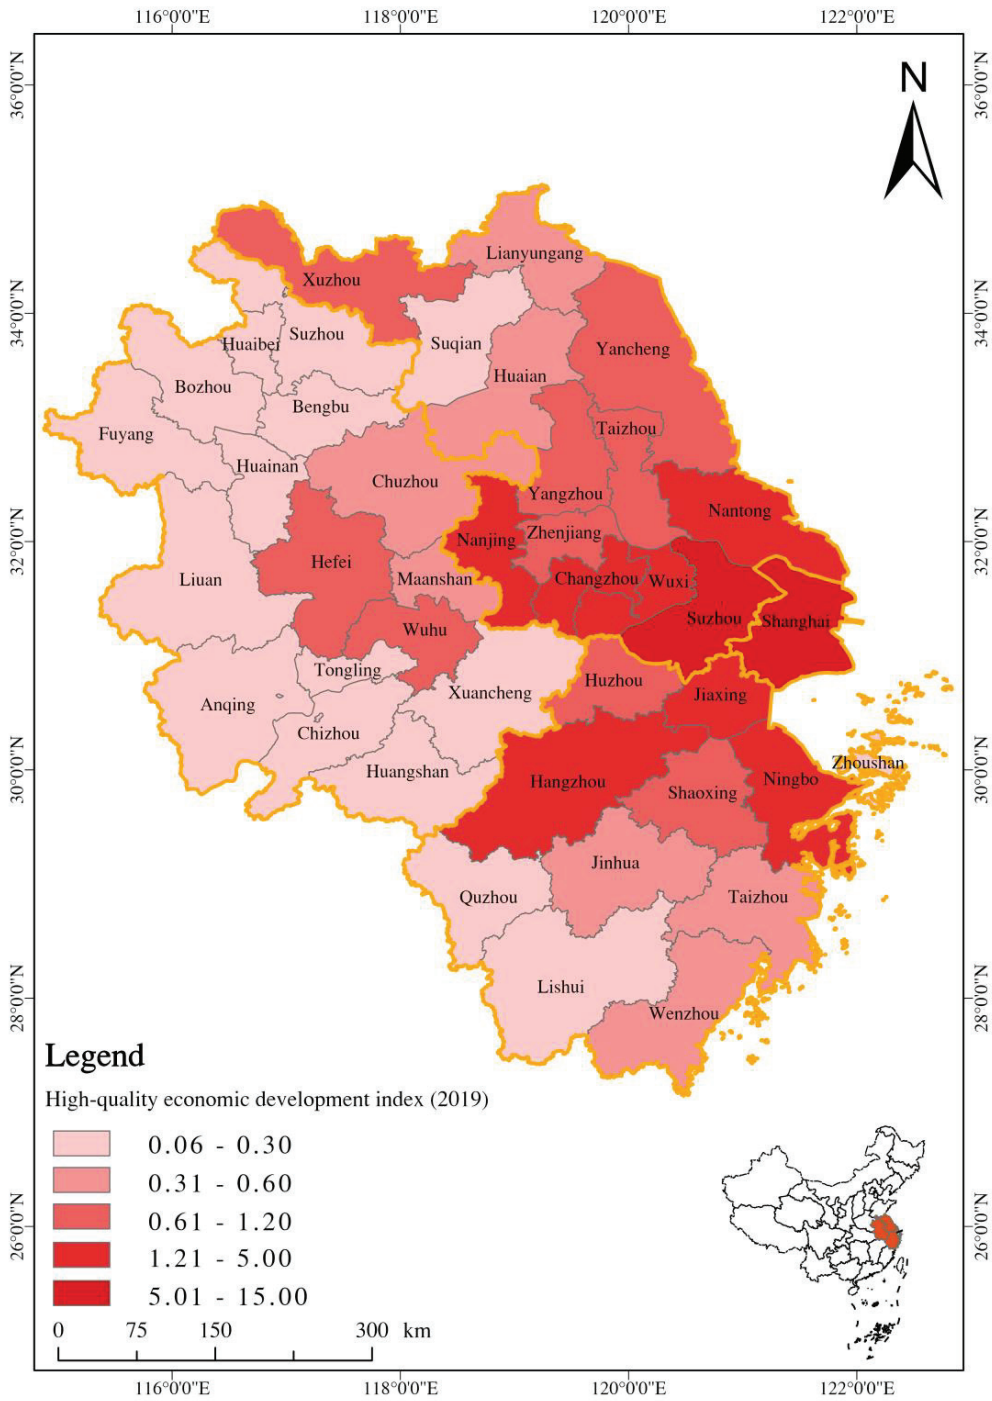 116°0'0"E 118°0'0"E 120°0'0"E 122°0'0"E
36°0'0"N 36°0'0"N
N
Lianyungang
Xuzhou
34°0'0"N 34°0'0"N
Suzhou
Huaibei Suqian Yancheng
Huaian
Bozhou
Bengbu
Taizhou
Fuyang
Huainan
Chuzhou
Yangzhou
Nantong
Zhenjiang
Nanjing
32°0'0"N 32°0'0"N
Hefei
Liuan Maanshan Changzhou Wuxi
Suzhou Shanghai
Wuhu
Tongling
Huzhou
Xuancheng Jiaxing
Anqing
Chizhou
Zhoushan
30°0'0"N 30°0'0"N
Huangshan
Hangzhou Ningbo
Shaoxing
Jinhua
Quzhou Taizhou
Lishui
28°0'0"N 28°0'0"N
Wenzhou
Legend
High-quality economic development index (2019)
0.06 - 0.30
0.31 - 0.60
0.61 - 1.20
26°0'0"N 26°0'0"N
1.21 - 5.00
5.01 - 15.00
0 75 150 300 km
116°0'0"E 118°0'0"E 120°0'0"E 122°0'0"E